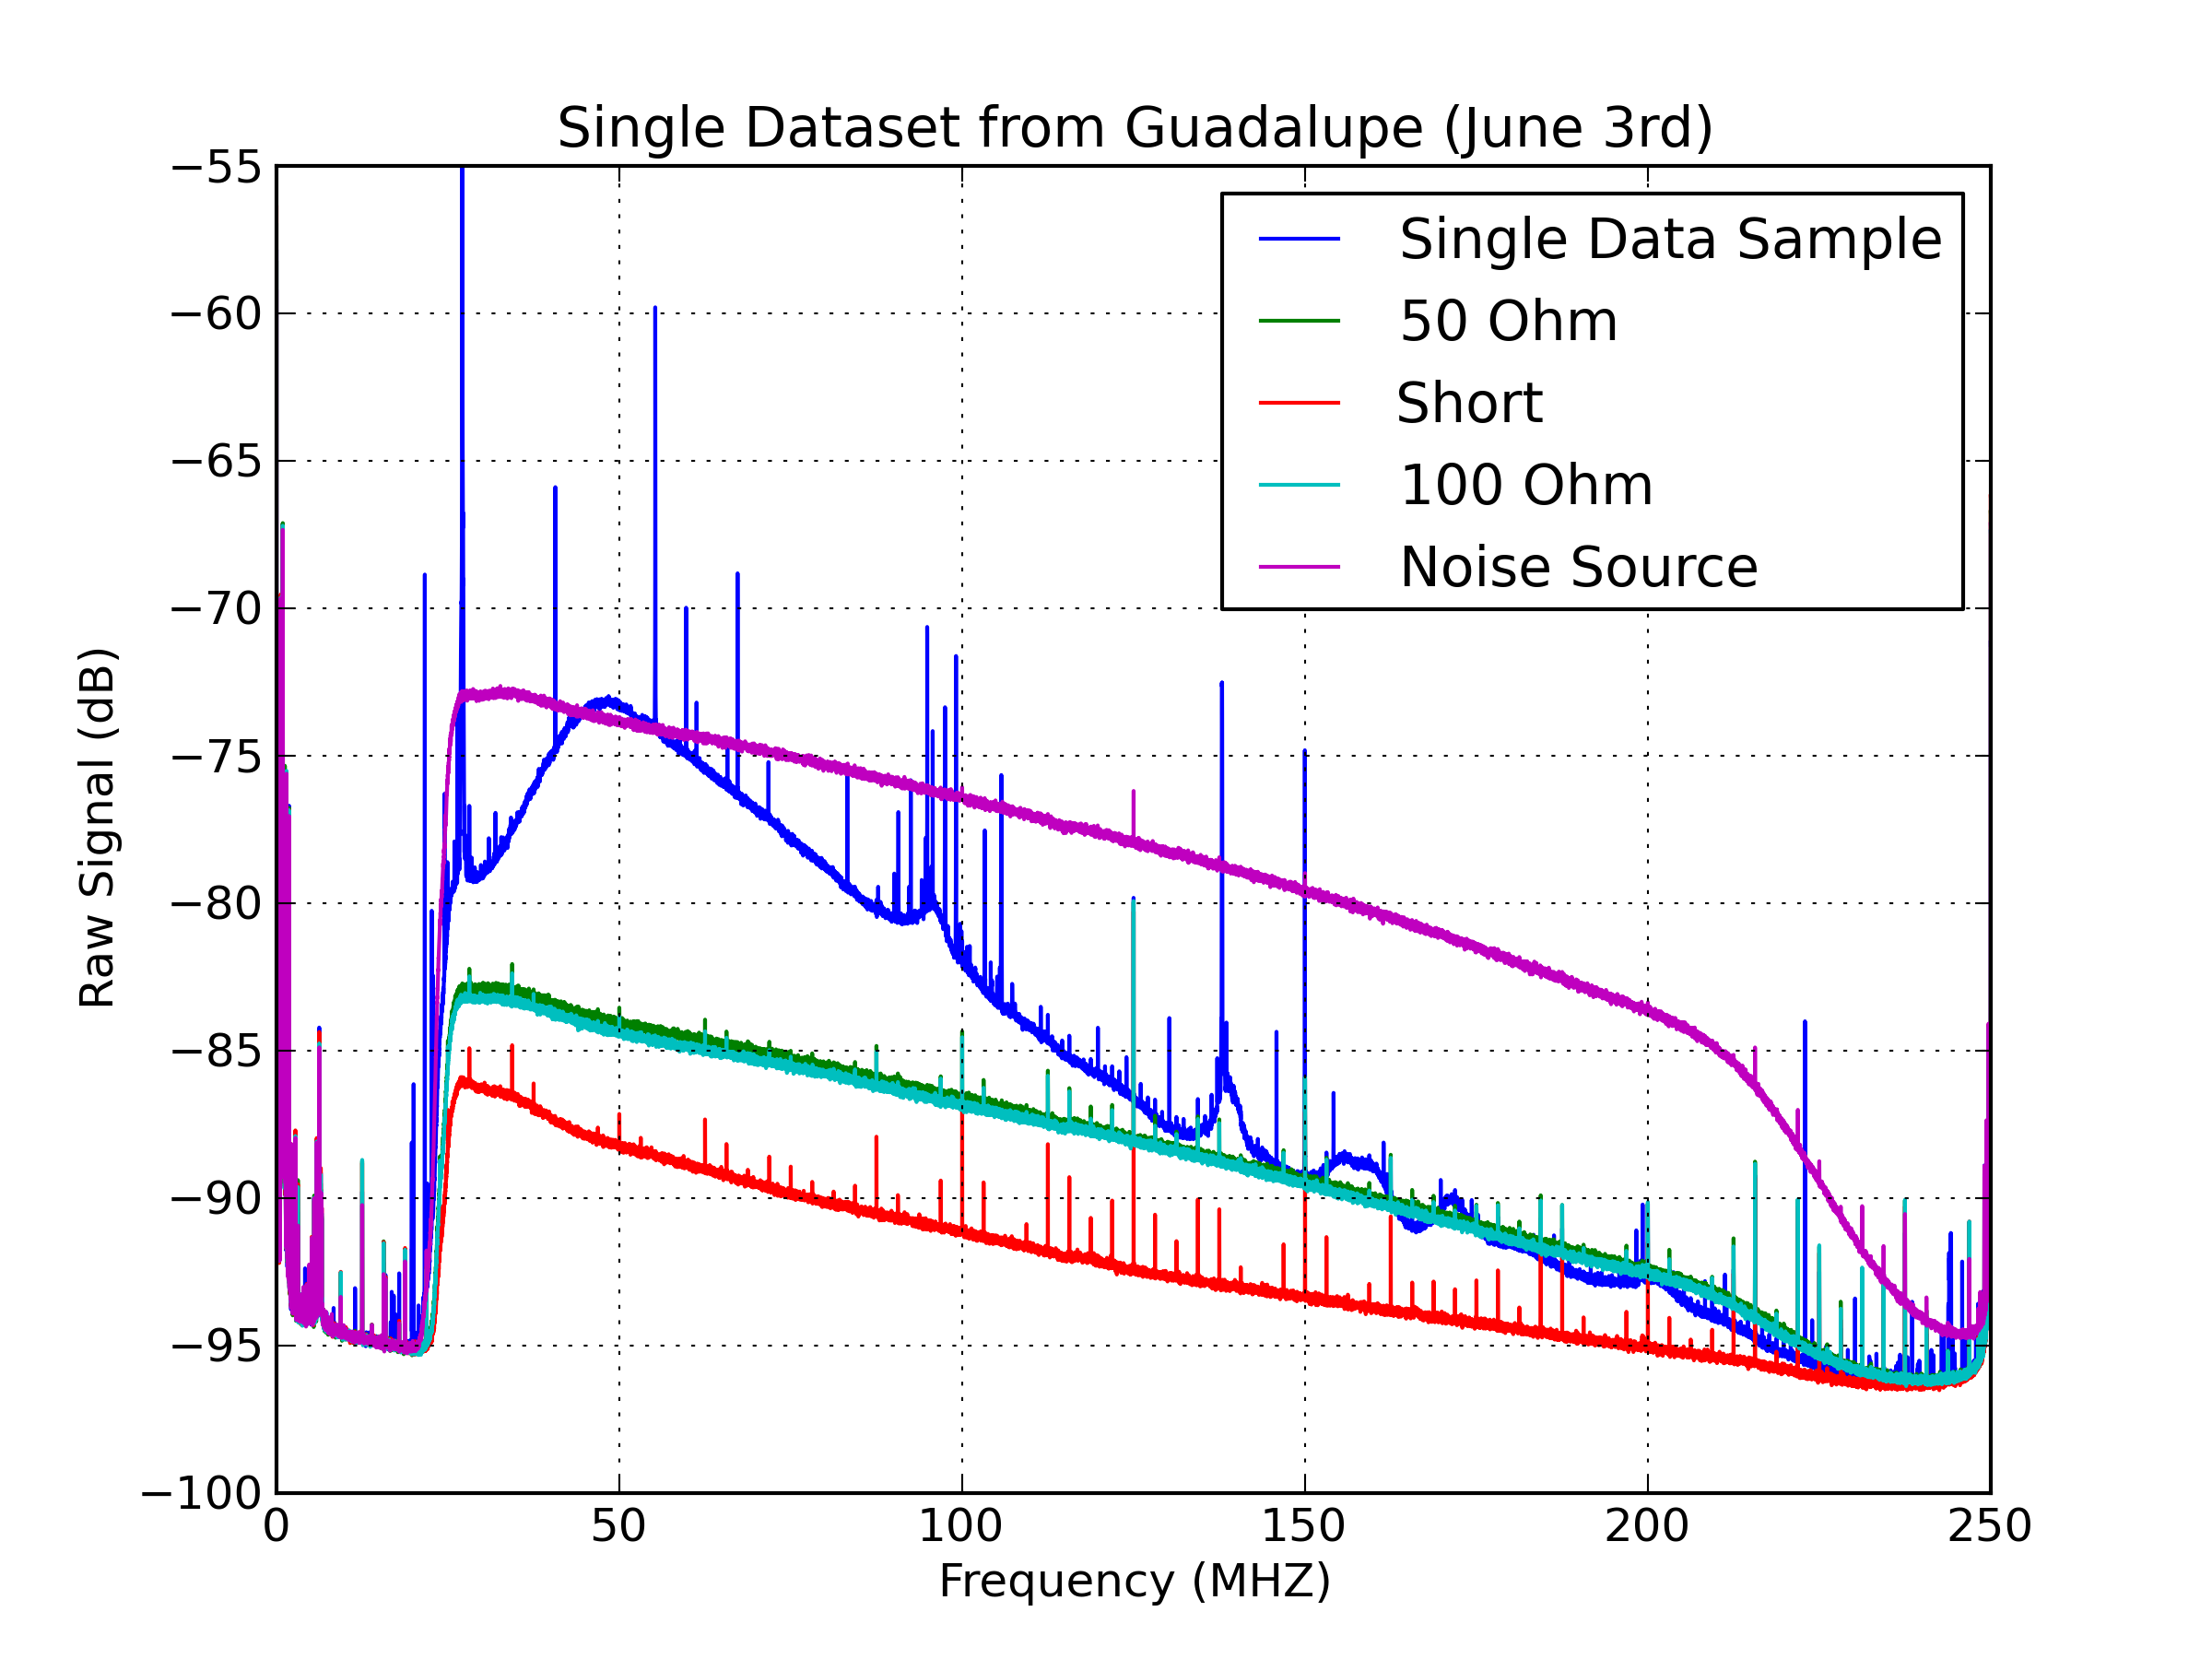 Single Dataset from Guadalupe (June 3rd)
−55
−60
−65
−70
−75
−80
−85
−90
−95
−100
Raw Signal (dB)
Single Data Sample
50 Ohm
Short
100 Ohm
Noise Source
0 50 100 150 200 250
Frequency (MHZ)